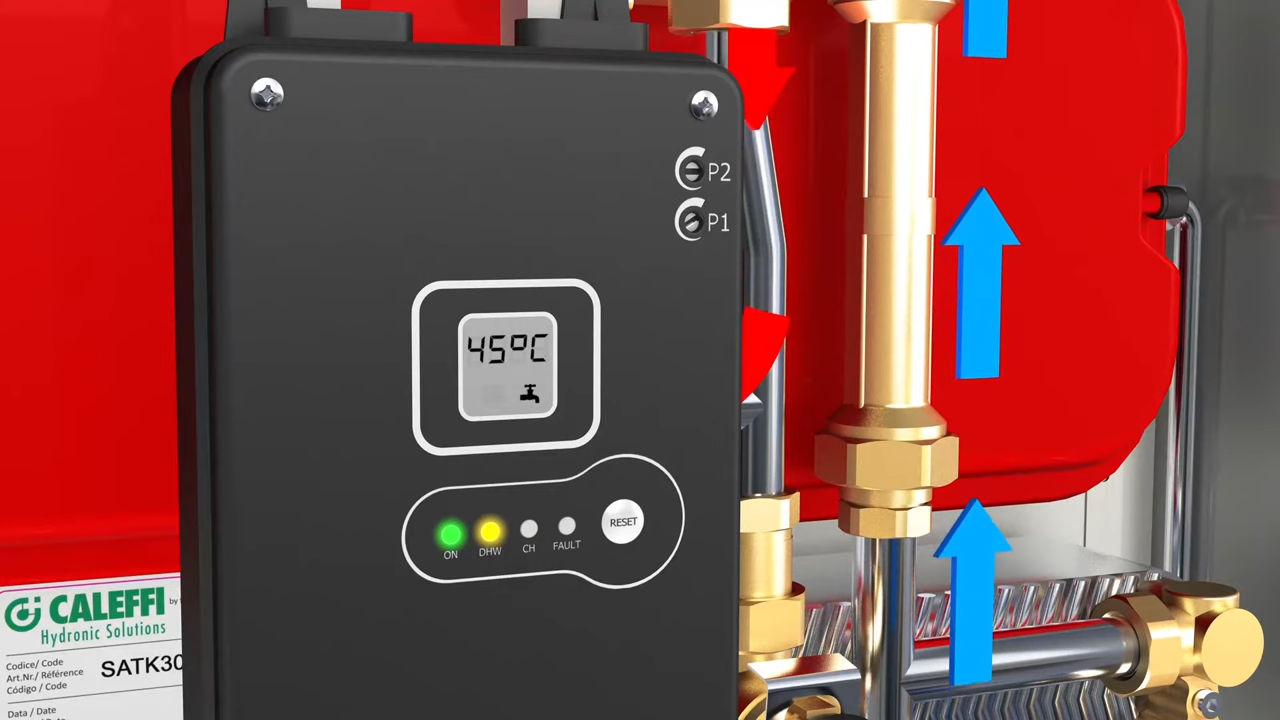 P2
P1
45°C
ON
DHW
CH
FAULT
RESET
CALEFFI
by
Hydronic Solutions
Codice/ Code
Art.Nr./ Référence
Código / Code
SATK30
Data / Date